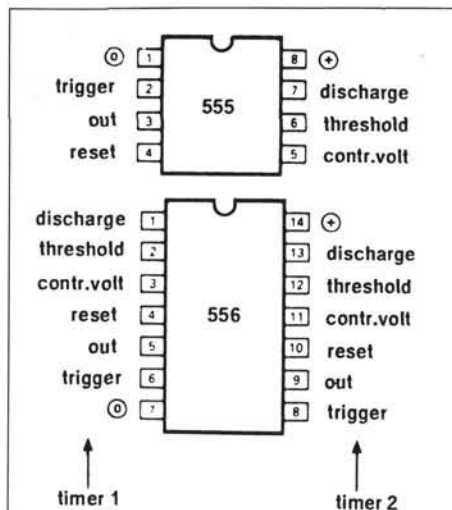 ⓪ 1 8 ⊕
trigger 2 7 discharge
out 3 555 6 threshold
reset 4 5 contr.volt
discharge 1 14 ⊕
threshold 2 13 discharge
contr.volt 3 12 threshold
reset 4 556 11 contr.volt
out 5 10 reset
trigger 6 9 out
⓪ 7 8 trigger
timer 1 timer 2